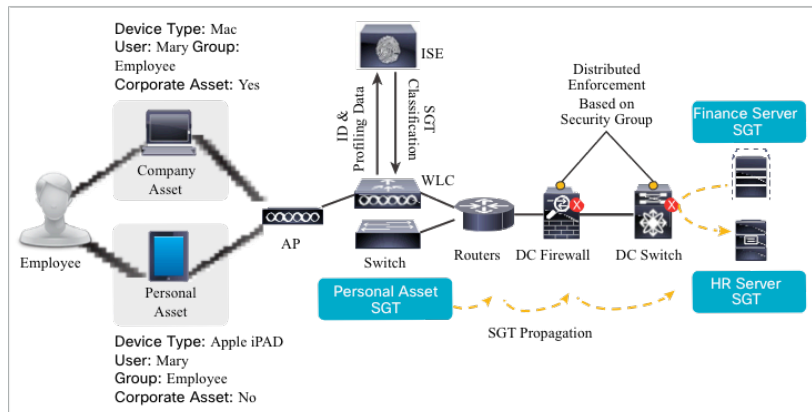 Device Type: Mac
User: Mary Group:
Employee
Corporate Asset: Yes
ISE
ID &
Profiling Data
SGT
Classification
Distributed
Enforcement
Based on
Security Group
Finance Server
SGT
Company
Asset
WLC
Employee
AP
Switch
Routers
DC Firewall
X
DC Switch
X
Personal
Asset
Personal Asset
SGT
HR Server
SGT
SGT Propagation
Device Type: Apple iPAD
User: Mary
Group: Employee
Corporate Asset: No